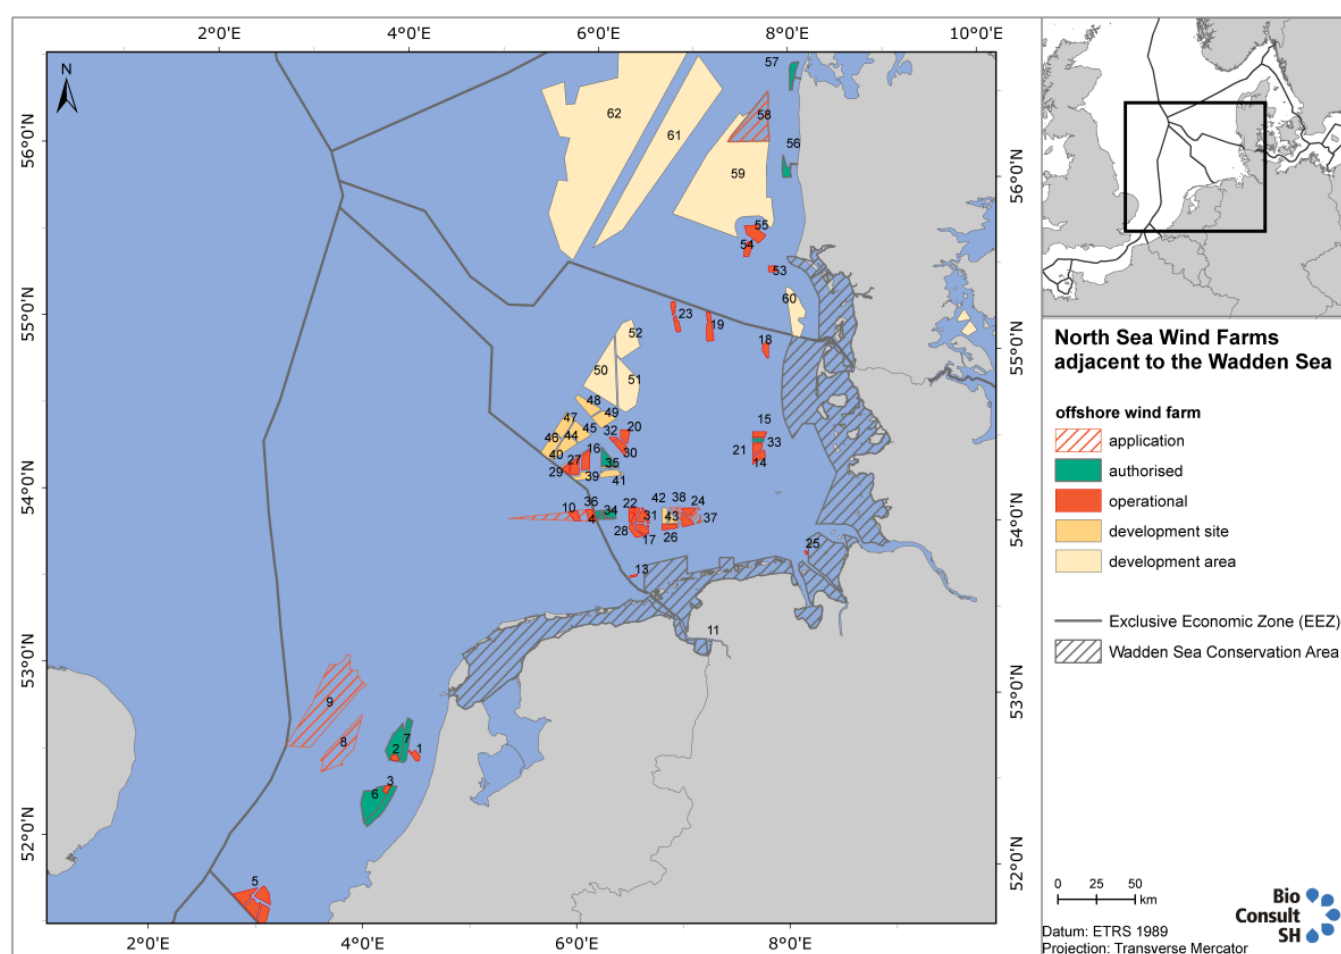 2°0'E 4°0'E 6°0'E 8°0'E 10°0'E
N
56°0'N
55°0'N
54°0'N
53°0'N
52°0'N
56°0'N
55°0'N
54°0'N
53°0'N
52°0'N
57
62
61
58
56
59
55
54
53
60
23
19
18
52
50
51
48
47
49
46
44
45
32
20
30
40
27
16
35
29
39
41
15
33
21
14
10
36
4
34
22
31
28
17
42
38
24
43
37
26
25
13
11
9
8
7
2
1
3
6
5
2°0'E 4°0'E 6°0'E 8°0'E
North Sea Wind Farms
adjacent to the Wadden Sea
offshore wind farm
application
authorised
operational
development site
development area
Exclusive Economic Zone (EEZ)
Wadden Sea Conservation Area
0 25 50
km
Datum: ETRS 1989
Projection: Transverse Mercator
Bio
Consult
SH